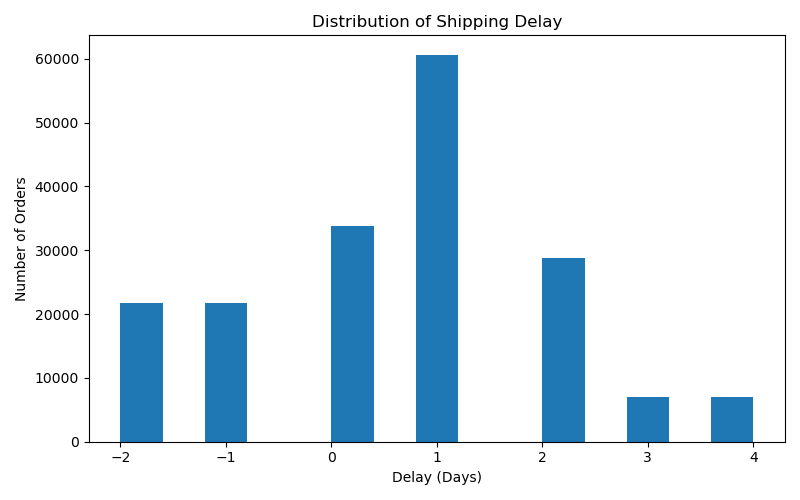 Distribution of Shipping Delay
60000
50000
40000
30000
20000
10000
0
Number of Orders
−2 −1 0 1 2 3 4
Delay (Days)